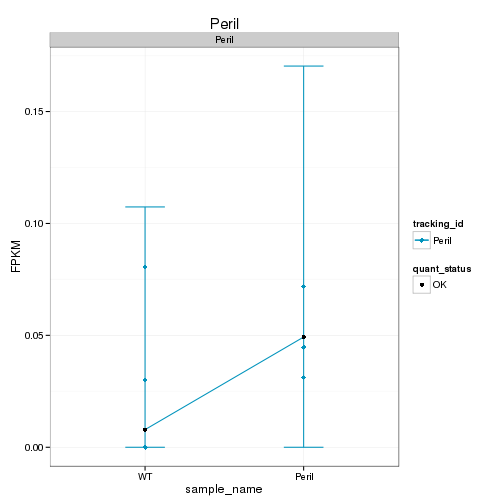 Peril
Peril
0.15
0.10
0.05
0.00
FPKM
WT
Peril
sample_name
tracking_id
Peril
quant_status
OK